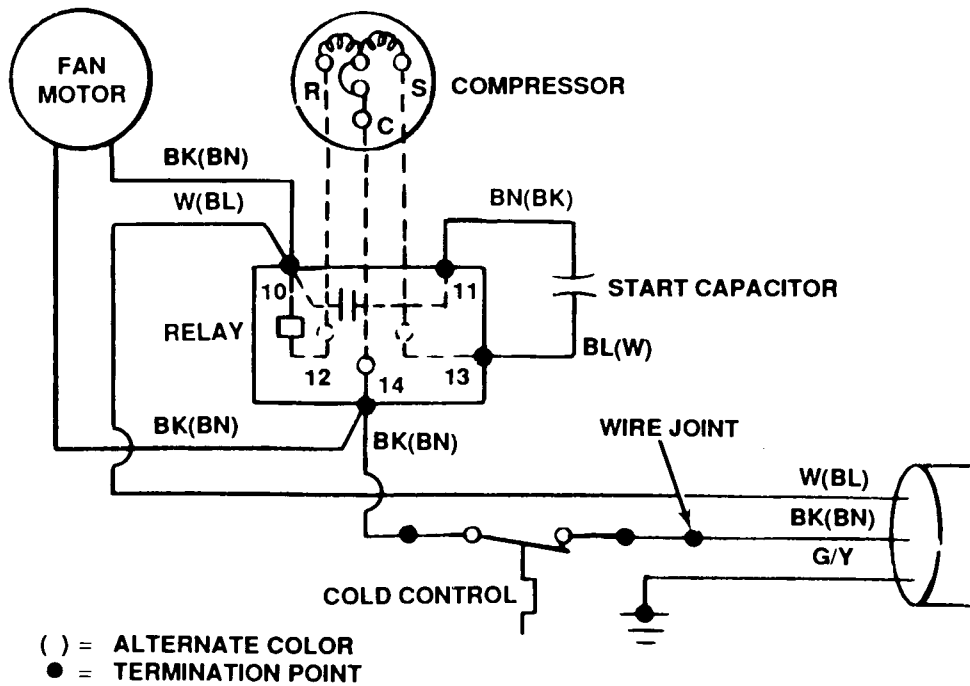 FAN
MOTOR
R
S
C
COMPRESSOR
BK(BN)
W(BL)
BN(BK)
10
11
START CAPACITOR
RELAY
12
14
13
BL(W)
BK(BN)
BK(BN)
WIRE JOINT
W(BL)
BK(BN)
G/Y
COLD CONTROL
( ) = ALTERNATE COLOR
● = TERMINATION POINT